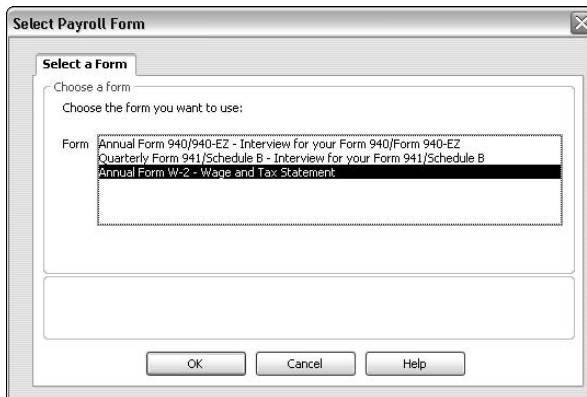 Select Payroll Form
Select a Form
Choose a form
Choose the form you want to use:
Form
Annual Form 940/940-EZ - Interview for your Form 940/Form 940-EZ
Quarterly Form 941/Schedule B - Interview for your Form 941/Schedule B
Annual Form W-2 - Wage and Tax Statement
OK
Cancel
Help